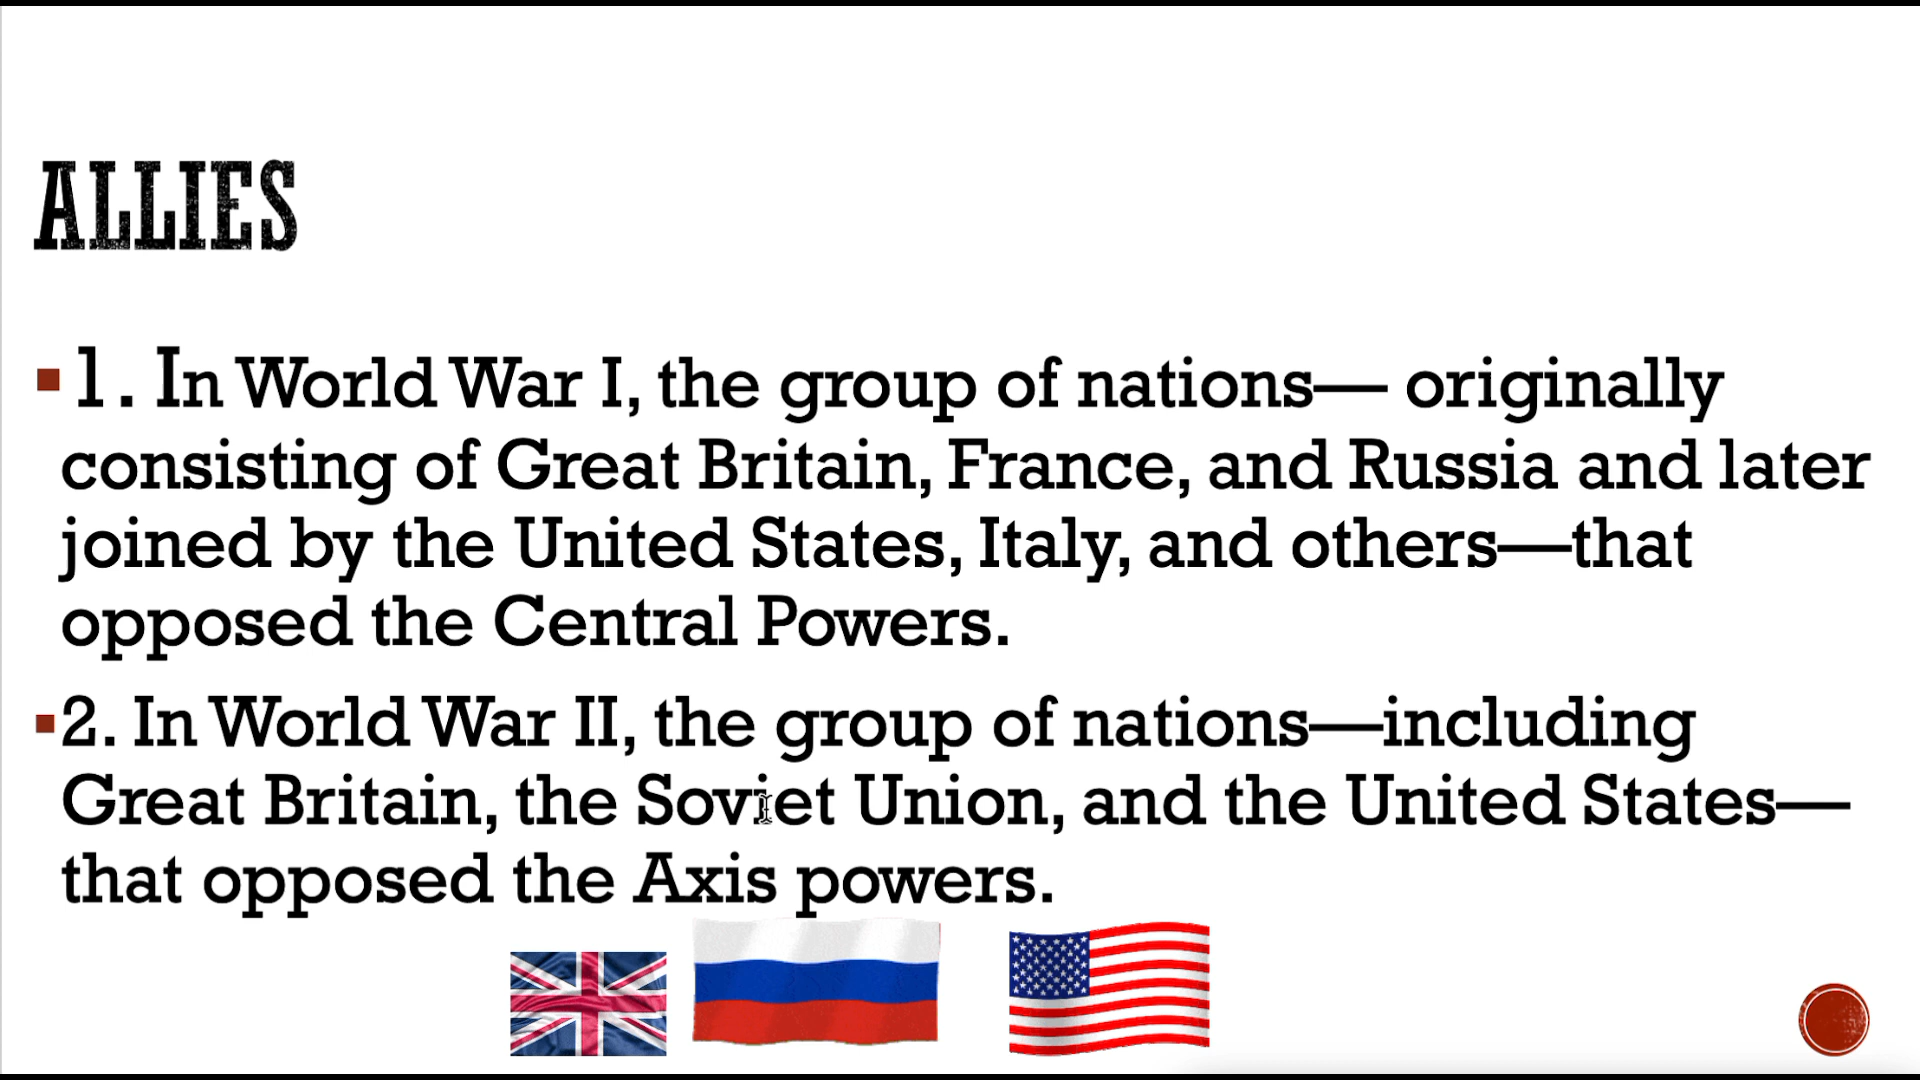 ALLIES
1. In World War I, the group of nations— originally
consisting of Great Britain, France, and Russia and later
joined by the United States, Italy, and others—that
opposed the Central Powers.
2. In World War II, the group of nations—including
Great Britain, the Soviet Union, and the United States—
that opposed the Axis powers.